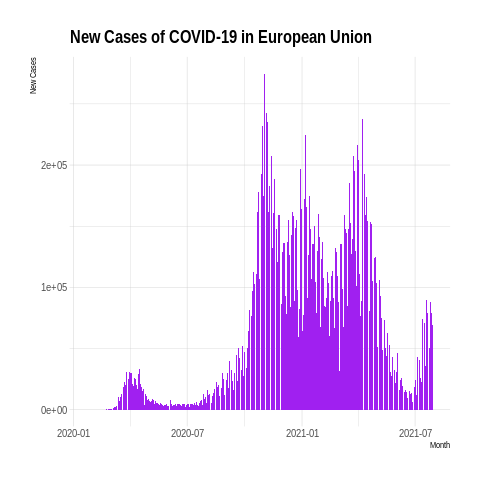 New Cases of COVID-19 in European Union
New Cases
2e+05
1e+05
0e+00
2020-01 2020-07 2021-01 2021-07
Month